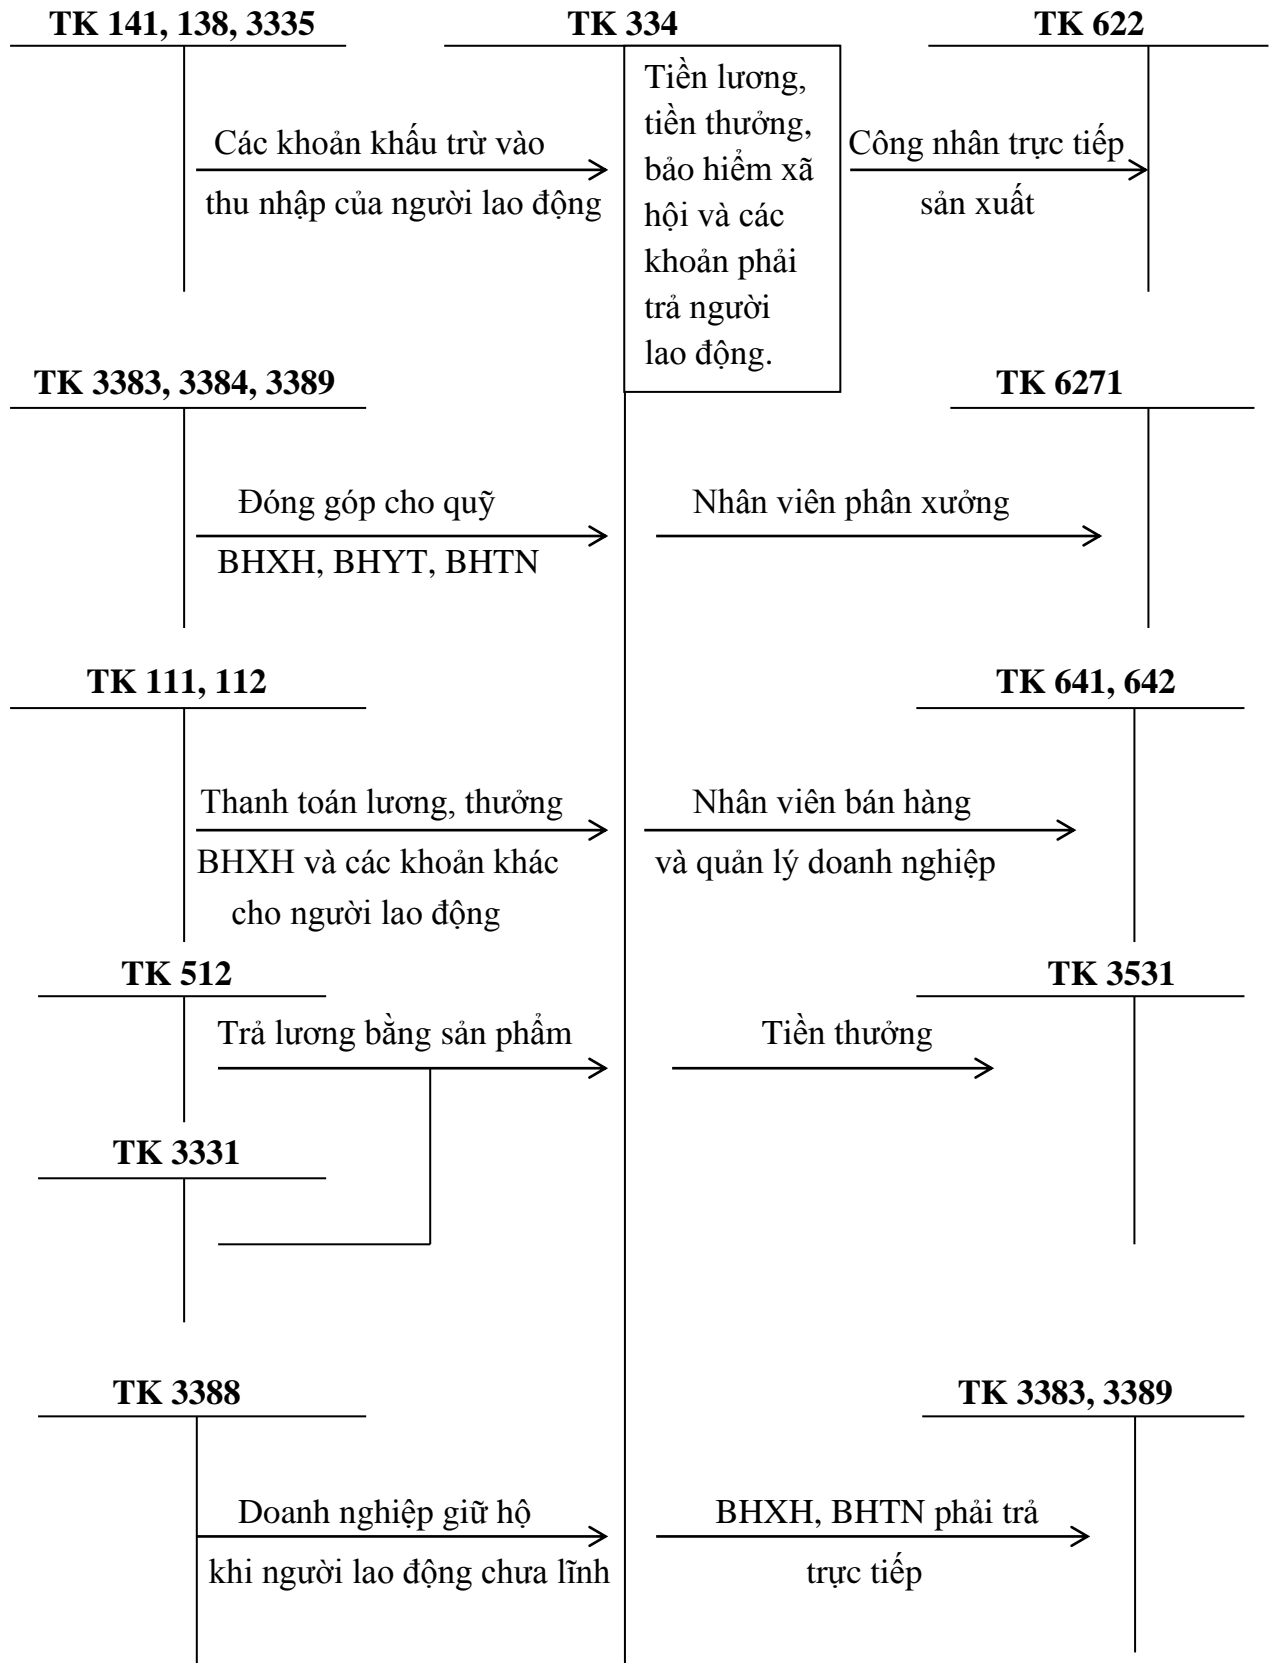 TK 141, 138, 3335
TK 334
TK 622
Các khoản khấu trừ vào
thu nhập của người lao động
Tiền lương,
tiền thưởng,
bảo hiểm xã
hội và các
khoản phải
trả người
lao động.
Công nhân trực tiếp
sản xuất
TK 3383, 3384, 3389
TK 6271
Đóng góp cho quỹ
BHXH, BHYT, BHTN
Nhân viên phân xưởng
TK 111, 112
TK 641, 642
Thanh toán lương, thưởng
BHXH và các khoản khác
cho người lao động
Nhân viên bán hàng
và quản lý doanh nghiệp
TK 512
TK 3531
Trả lương bằng sản phẩm
Tiền thưởng
TK 3331
TK 3388
TK 3383, 3389
Doanh nghiệp giữ hộ
khi người lao động chưa lĩnh
BHXH, BHTN phải trả
trực tiếp